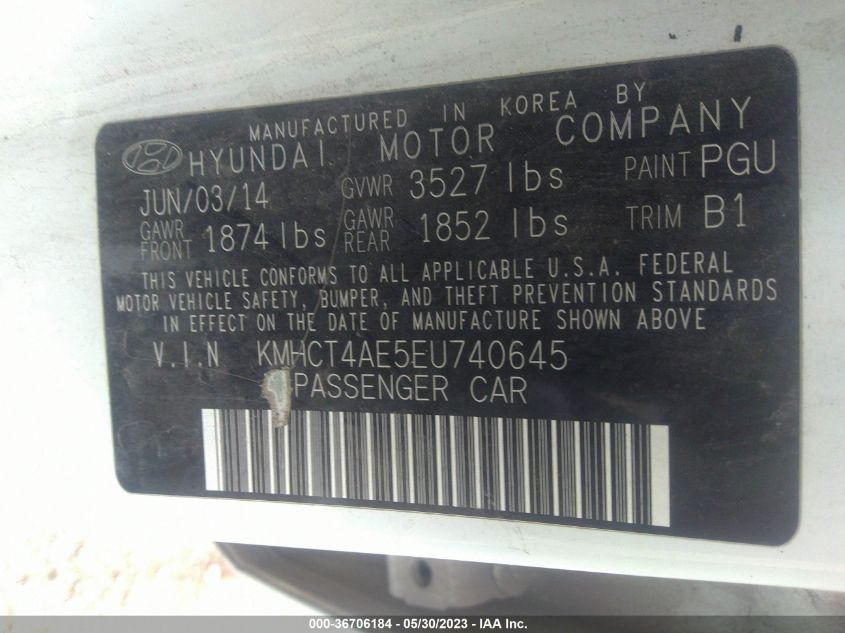 MANUFACTURED IN KOREA BY
HYUNDAI MOTOR COMPANY
JUN/03/14 GVWR 3527 lbs PAINT PGU
GAWR FRONT 1874 lbs GAWR REAR 1852 lbs TRIM B1
THIS VEHICLE CONFORMS TO ALL APPLICABLE U.S.A. FEDERAL
MOTOR VEHICLE SAFETY, BUMPER, AND THEFT PREVENTION STANDARDS
IN EFFECT ON THE DATE OF MANUFACTURE SHOWN ABOVE
V.I.N KMHCT4AE5EU740645
PASSENGER CAR
000-36706184 - 05/30/2023 - IAA Inc.